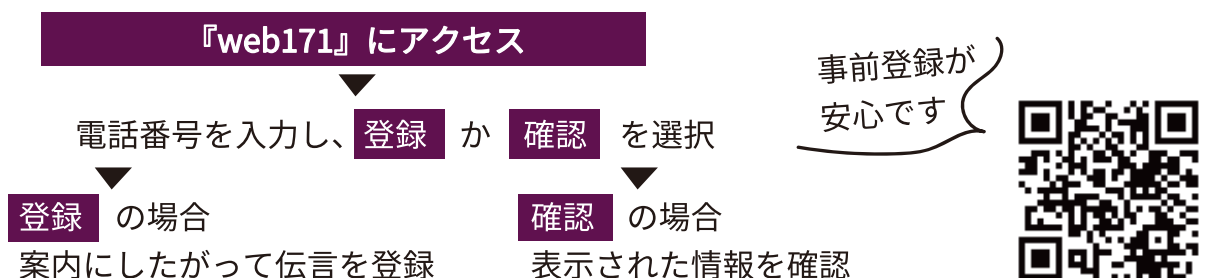 『web171』にアクセス
事前登録が
安心です
電話番号を入力し、登録 か 確認 を選択
登録 の場合
案内にしたがって伝言を登録
確認 の場合
表示された情報を確認